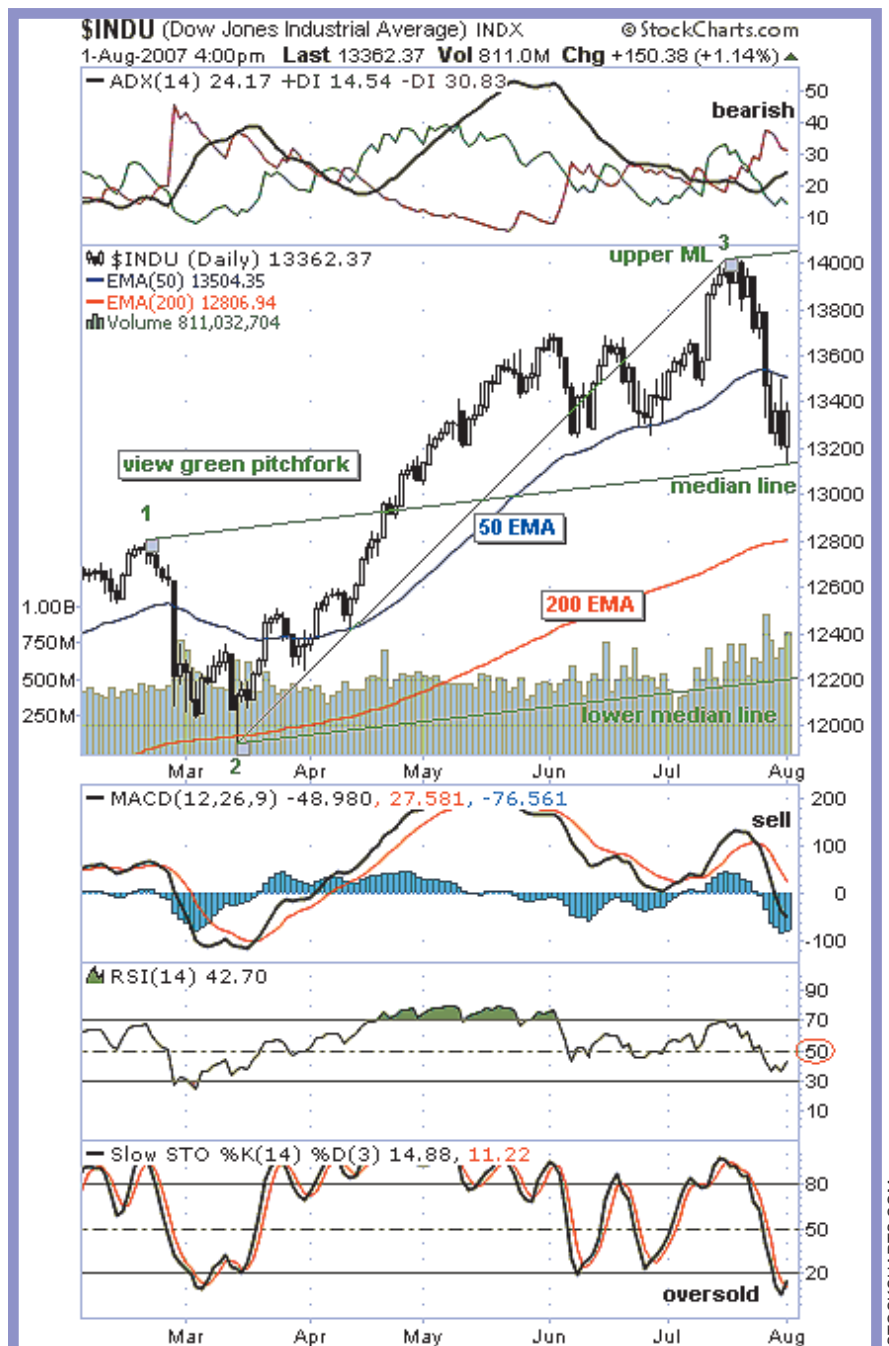 $INDU (Dow Jones Industrial Average) INDX © StockCharts.com
1-Aug-2007 4:00pm Last 13362.37 Vol 811.0M Chg +150.38 (+1.14%)
ADX(14) 24.17 +DI 14.54 -DI 30.83
bearish
50
40
30
20
10
$INDU (Daily) 13362.37
EMA(50) 13504.35
EMA(200) 12806.94
Volume 811,032,704
upper ML
3
14000
13800
13600
13400
13200
13000
12800
12600
12400
12200
12000
view green pitchfork
median line
1
50 EMA
200 EMA
1.00B
750M
500M
250M
lower median line
2
Mar Apr May Jun Jul Aug
MACD(12,26,9) -48.980, 27.581, -76.561
sell
200
100
0
-100
RSI(14) 42.70
90
70
50
30
10
Slow STO %K(14) %D(3) 14.88, 11.22
80
50
20
oversold
Mar Apr May Jun Jul Aug